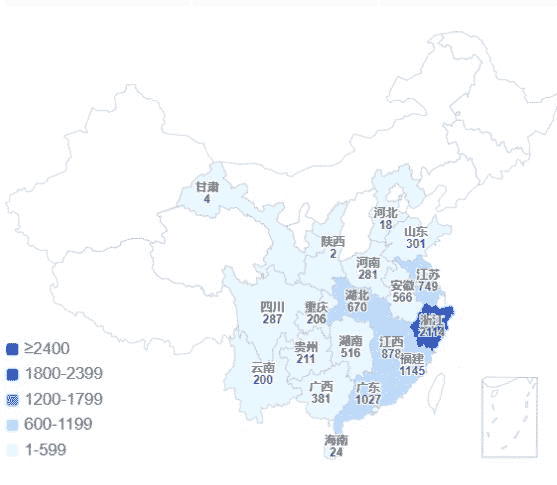 甘肃
4
河北
18
山东
301
陕西
2
河南
281
江苏
749
安徽
566
湖北
670
四川
287
重庆
206
浙江
2114
湖南
516
江西
878
贵州
211
福建
1145
云南
200
广西
381
广东
1027
海南
24
≥2400
1800-2399
1200-1799
600-1199
1-599